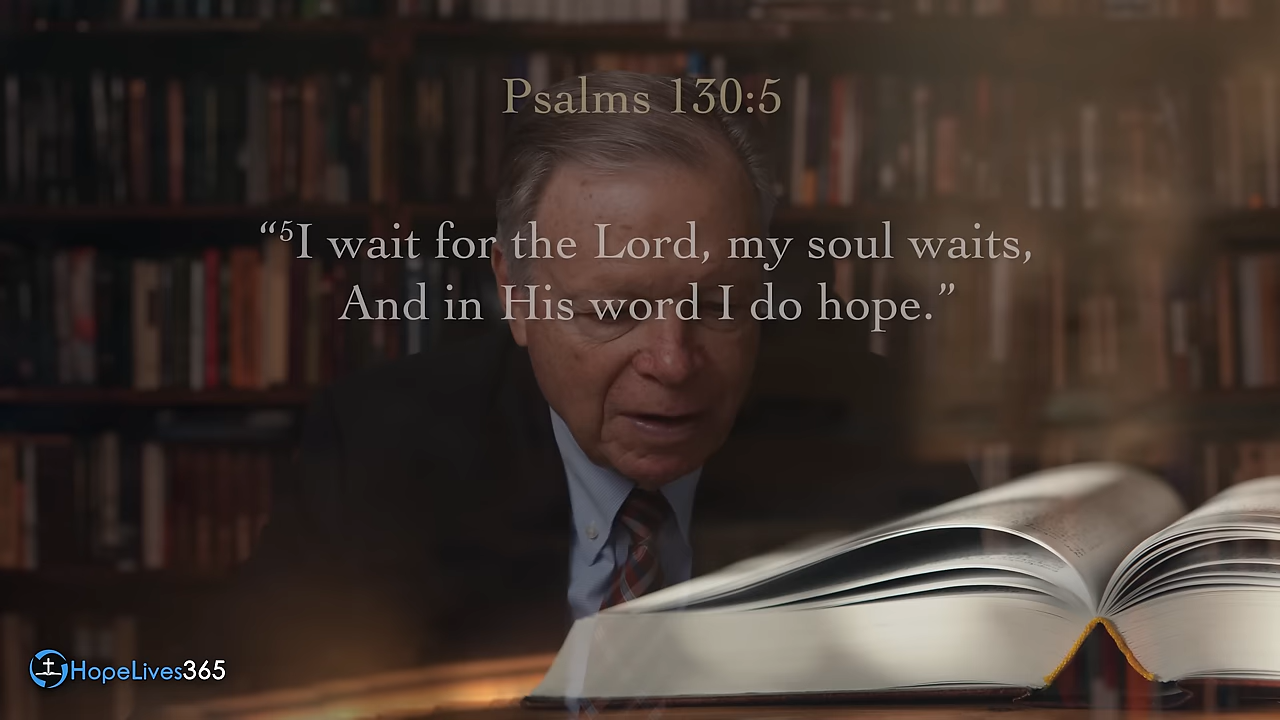 Psalms 130:5
“⁵I wait for the Lord, my soul waits,
And in His word I do hope.”
HopeLives365